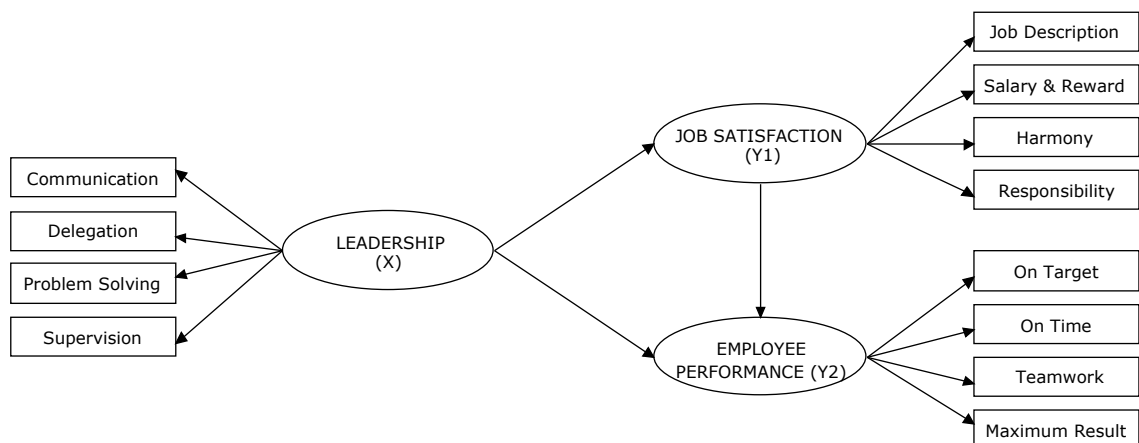 Job Description
Salary & Reward
JOB SATISFACTION
(Y1)
Harmony
Responsibility
Communication
Delegation
LEADERSHIP
(X)
Problem Solving
Supervision
On Target
On Time
EMPLOYEE
PERFORMANCE (Y2)
Teamwork
Maximum Result